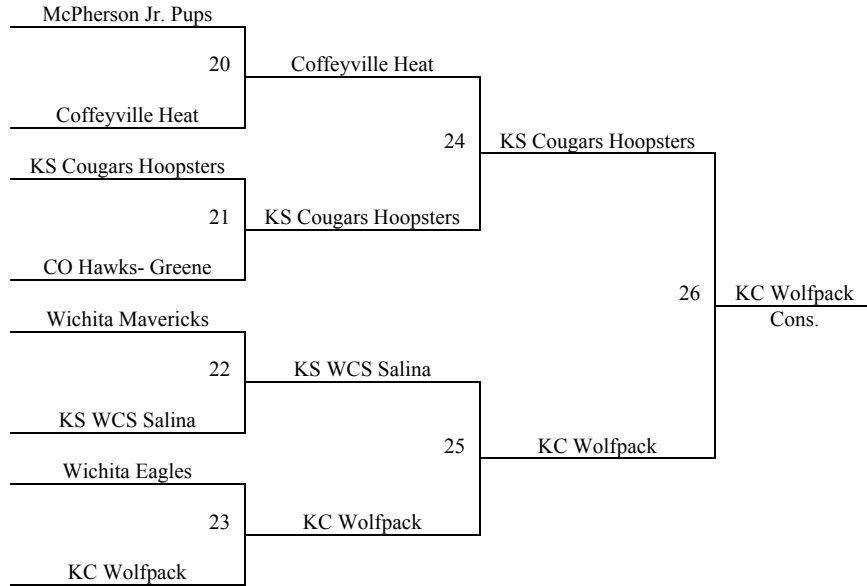 McPherson Jr. Pups
20
Coffeyville Heat
Coffeyville Heat
24
KS Cougars Hoopsters
KS Cougars Hoopsters
21
KS Cougars Hoopsters
CO Hawks- Greene
26
KC Wolfpack
Cons.
Wichita Mavericks
22
KS WCS Salina
KS WCS Salina
25
KC Wolfpack
Wichita Eagles
23
KC Wolfpack
KC Wolfpack